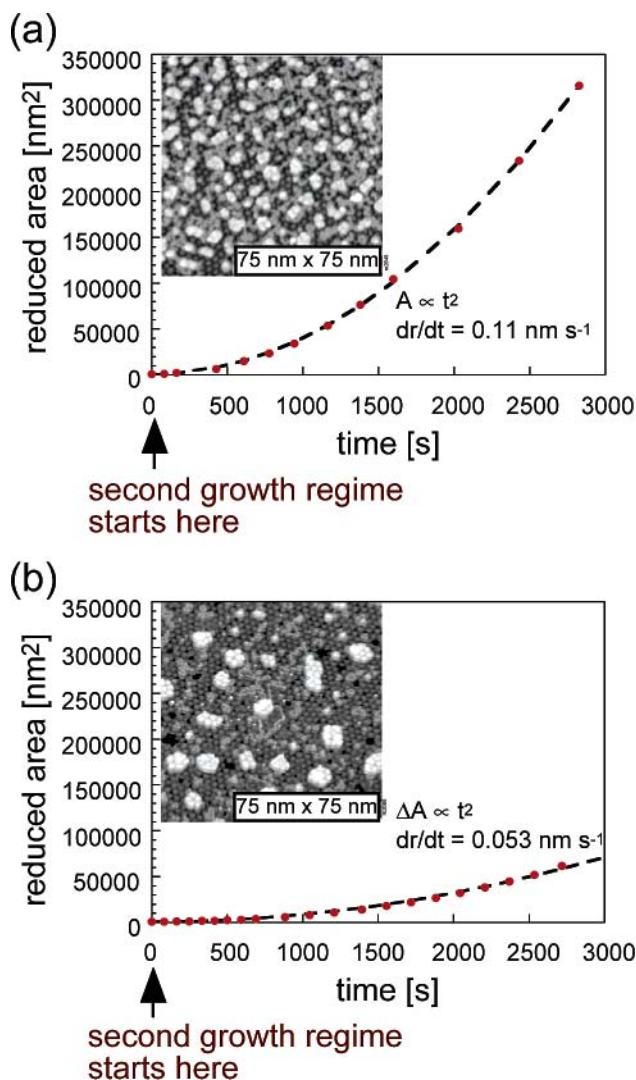 (a)
350000
300000
250000
200000
150000
100000
50000
0
reduced area [nm²]
75 nm x 75 nm
A ∝ t²
dr/dt = 0.11 nm s⁻¹
0 500 1000 1500 2000 2500 3000
time [s]
second growth regime
starts here
(b)
350000
300000
250000
200000
150000
100000
50000
0
reduced area [nm²]
75 nm x 75 nm
ΔA ∝ t²
dr/dt = 0.053 nm s⁻¹
0 500 1000 1500 2000 2500 3000
time [s]
second growth regime
starts here